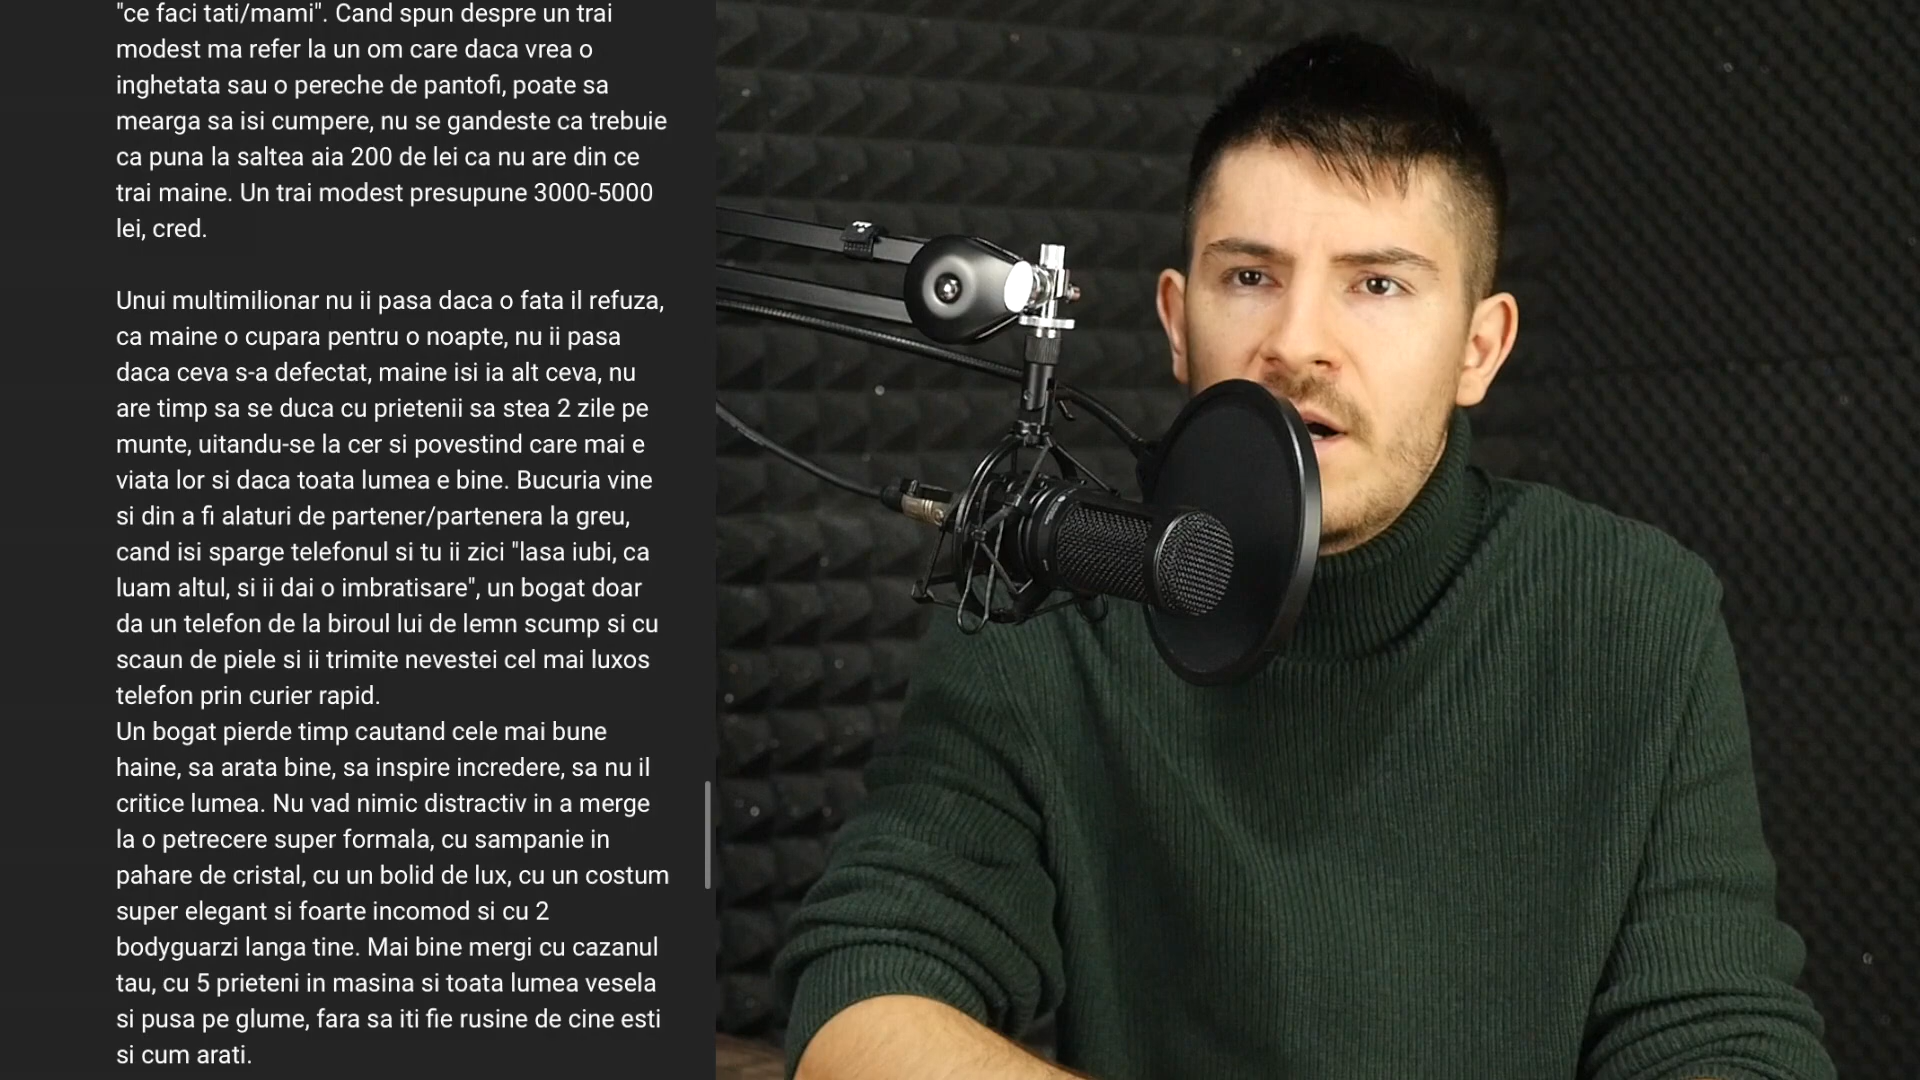 "ce faci tati/mami". Cand spun despre un trai
modest ma refer la un om care daca vrea o
inghetata sau o pereche de pantofi, poate sa
mearga sa isi cumpere, nu se gandeste ca trebuie
ca puna la saltea aia 200 de lei ca nu are din ce
trai maine. Un trai modest presupune 3000-5000
lei, cred.
Unui multimilionar nu ii pasa daca o fata il refuza,
ca maine o cupara pentru o noapte, nu ii pasa
daca ceva s-a defectat, maine isi ia alt ceva, nu
are timp sa se duca cu prietenii sa stea 2 zile pe
munte, uitandu-se la cer si povestind care mai e
viata lor si daca toata lumea e bine. Bucuria vine
si din a fi alaturi de partener/partenera la greu,
cand isi sparge telefonul si tu ii zici "lasa iubi, ca
luam altul, si ii dai o imbratisare", un bogat doar
da un telefon de la biroul lui de lemn scump si cu
scaun de piele si ii trimite nevestei cel mai luxos
telefon prin curier rapid.
Un bogat pierde timp cautand cele mai bune
haine, sa arata bine, sa inspire incredere, sa nu il
critice lumea. Nu vad nimic distractiv in a merge
la o petrecere super formala, cu sampanie in
pahare de cristal, cu un bolid de lux, cu un costum
super elegant si foarte incomod si cu 2
bodyguarzi langa tine. Mai bine mergi cu cazanul
tau, cu 5 prieteni in masina si toata lumea vesela
si pusa pe glume, fara sa iti fie rusine de cine esti
si cum arati.